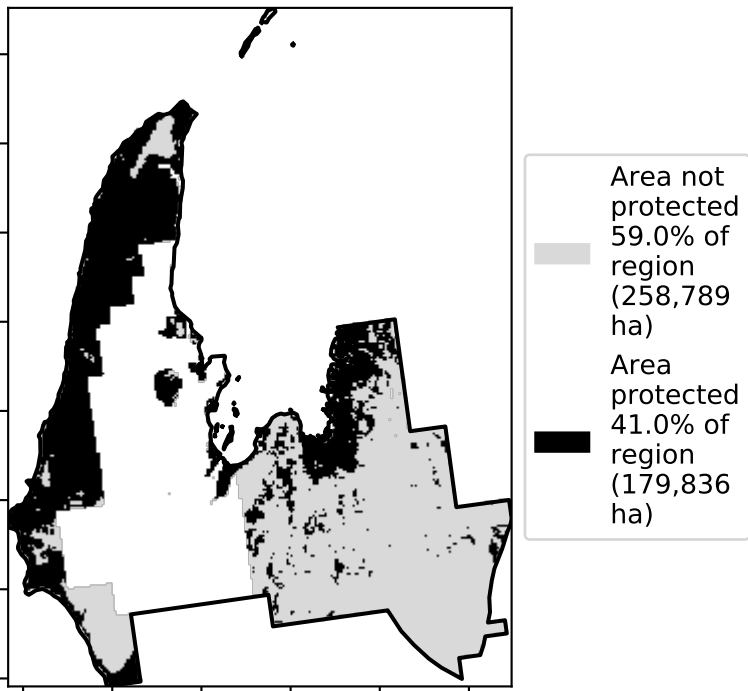 Area not
protected
59.0% of
region
(258,789
ha)
Area
protected
41.0% of
region
(179,836
ha)